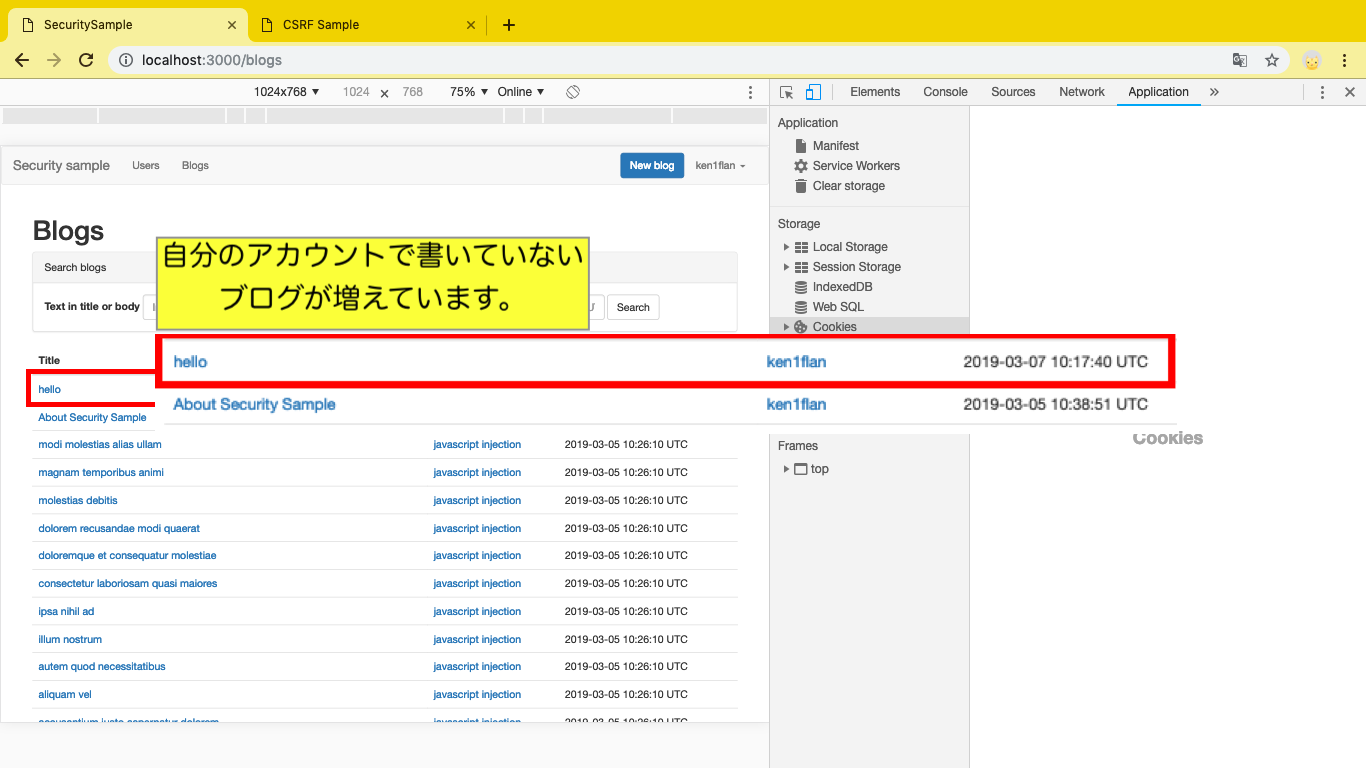 SecuritySample
CSRF Sample
localhost:3000/blogs
1024x768 1024 × 768 75% Online
Elements Console Sources Network Application
Security sample Users Blogs New blog ken1flan
Blogs
自分のアカウントで書いていない
ブログが増えています。
Search blogs
Text in title or body Search
Title
hello
About Security Sample
hello ken1flan 2019-03-07 10:17:40 UTC
About Security Sample ken1flan 2019-03-05 10:38:51 UTC
modi molestias alias ullam javascript injection 2019-03-05 10:26:10 UTC
magnam temporibus animi javascript injection 2019-03-05 10:26:10 UTC
molestias debitis javascript injection 2019-03-05 10:26:10 UTC
dolorem recusandae modi quaerat javascript injection 2019-03-05 10:26:10 UTC
doloremque et consequatur molestiae javascript injection 2019-03-05 10:26:10 UTC
consectetur laboriosam quasi maiores javascript injection 2019-03-05 10:26:10 UTC
ipsa nihil ad javascript injection 2019-03-05 10:26:10 UTC
illum nostrum javascript injection 2019-03-05 10:26:10 UTC
autem quod necessitatibus javascript injection 2019-03-05 10:26:10 UTC
aliquam vel javascript injection 2019-03-05 10:26:10 UTC
Application
Manifest
Service Workers
Clear storage
Storage
Local Storage
Session Storage
IndexedDB
Web SQL
Cookies
Frames
top
Cookies